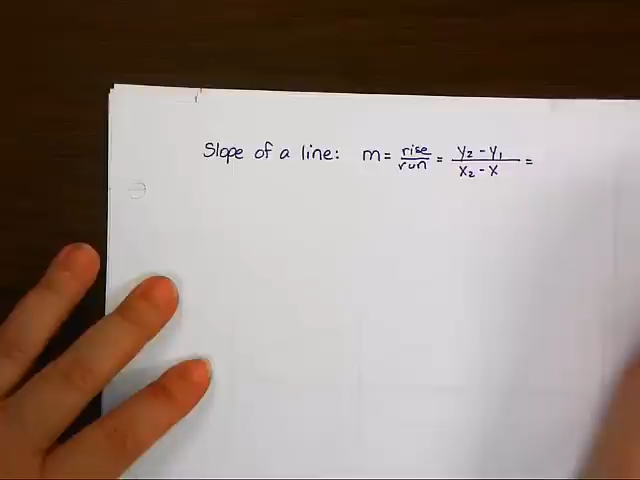 Slope of a line: m = rise/run = y₂ - y₁/x₂ - x =